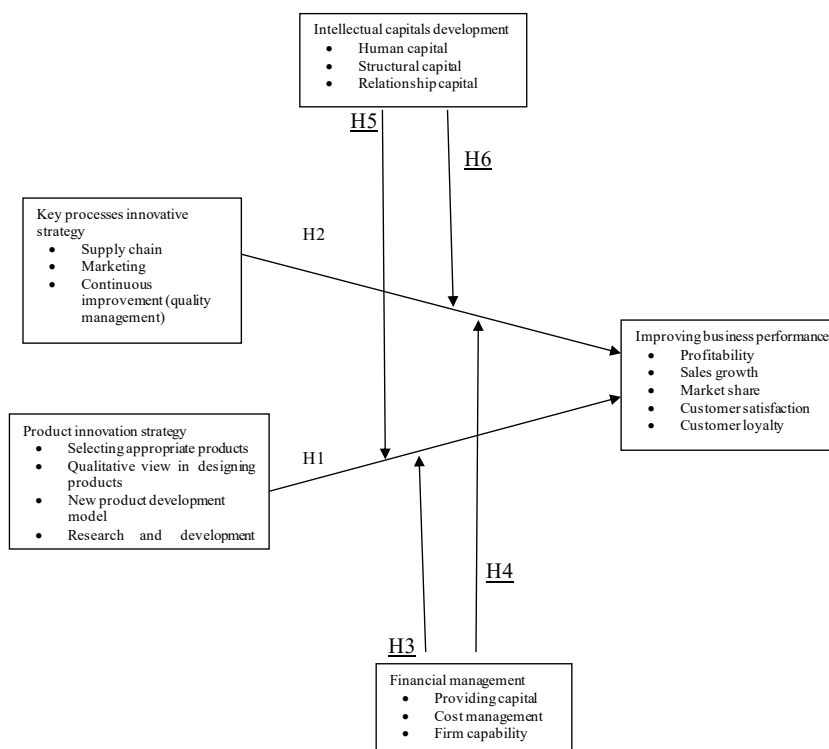 Intellectual capitals development
• Human capital
• Structural capital
• Relationship capital
H5
H6
Key processes innovative
strategy
• Supply chain
• Marketing
• Continuous
improvement (quality
management)
H2
Improving business performance
• Profitability
• Sales growth
• Market share
• Customer satisfaction
• Customer loyalty
Product innovation strategy
• Selecting appropriate products
• Qualitative view in designing
products
• New product development
model
• Research and development
H1
H4
H3
Financial management
• Providing capital
• Cost management
• Firm capability